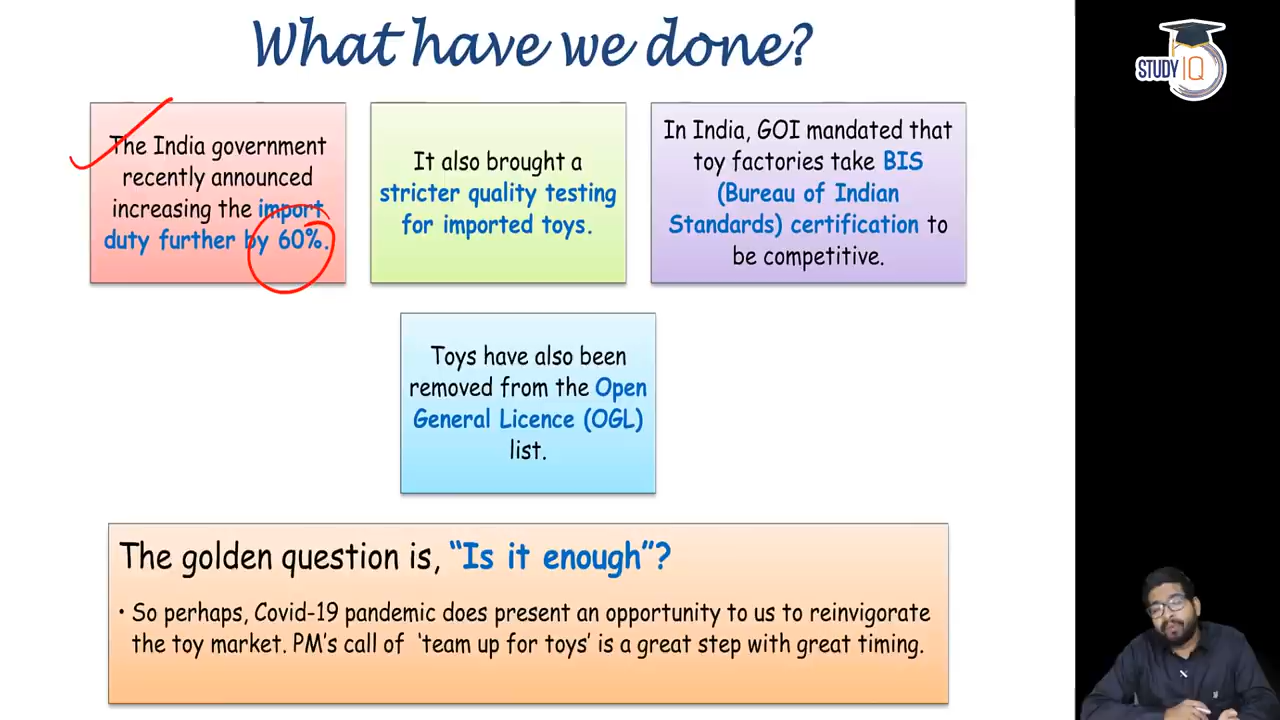 What have we done?
STUDY IQ
The India government
recently announced
increasing the import
duty further by 60%.
It also brought a
stricter quality testing
for imported toys.
In India, GOI mandated that
toy factories take BIS
(Bureau of Indian
Standards) certification to
be competitive.
Toys have also been
removed from the Open
General Licence (OGL)
list.
The golden question is, “Is it enough”?
• So perhaps, Covid-19 pandemic does present an opportunity to us to reinvigorate
the toy market. PM’s call of ‘team up for toys’ is a great step with great timing.